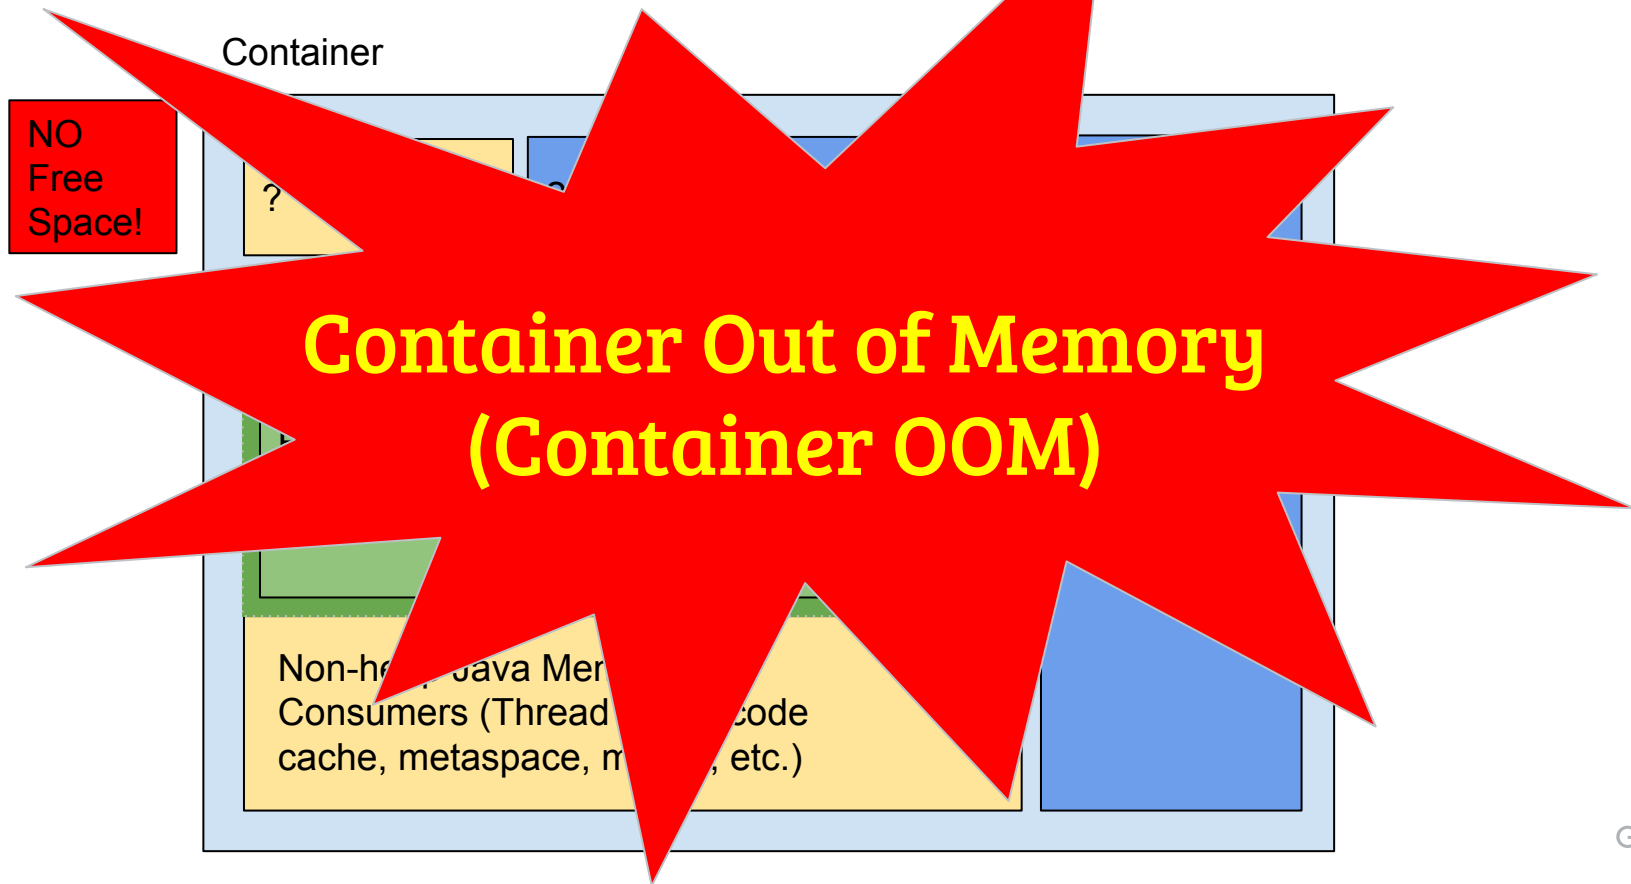 Container
NO
Free
Space!
?
Container Out of Memory
(Container OOM)
Non-he Java Mem
Consumers (Thread code
cache, metaspace, m , etc.)